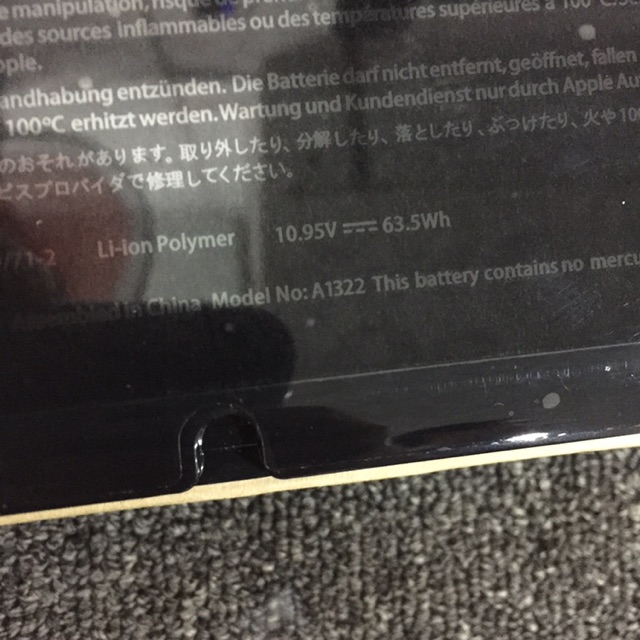 manipulation, risque
des sources inflammables ou des températures supérieures à 100°C.
andhabung entzünden. Die Batterie darf nicht entfernt, geöffnet, fallen
100°C erhitzt werden. Wartung und Kundendienst nur durch Apple Au
のおそれがあります。取り外したり、分解したり、落としたり、ぶつけたり、火や10
ビスプロバイダで修理してください。
Li-Ion Polymer 10.95V ⎓ 63.5Wh
China Model No: A1322 This battery contains no mercu